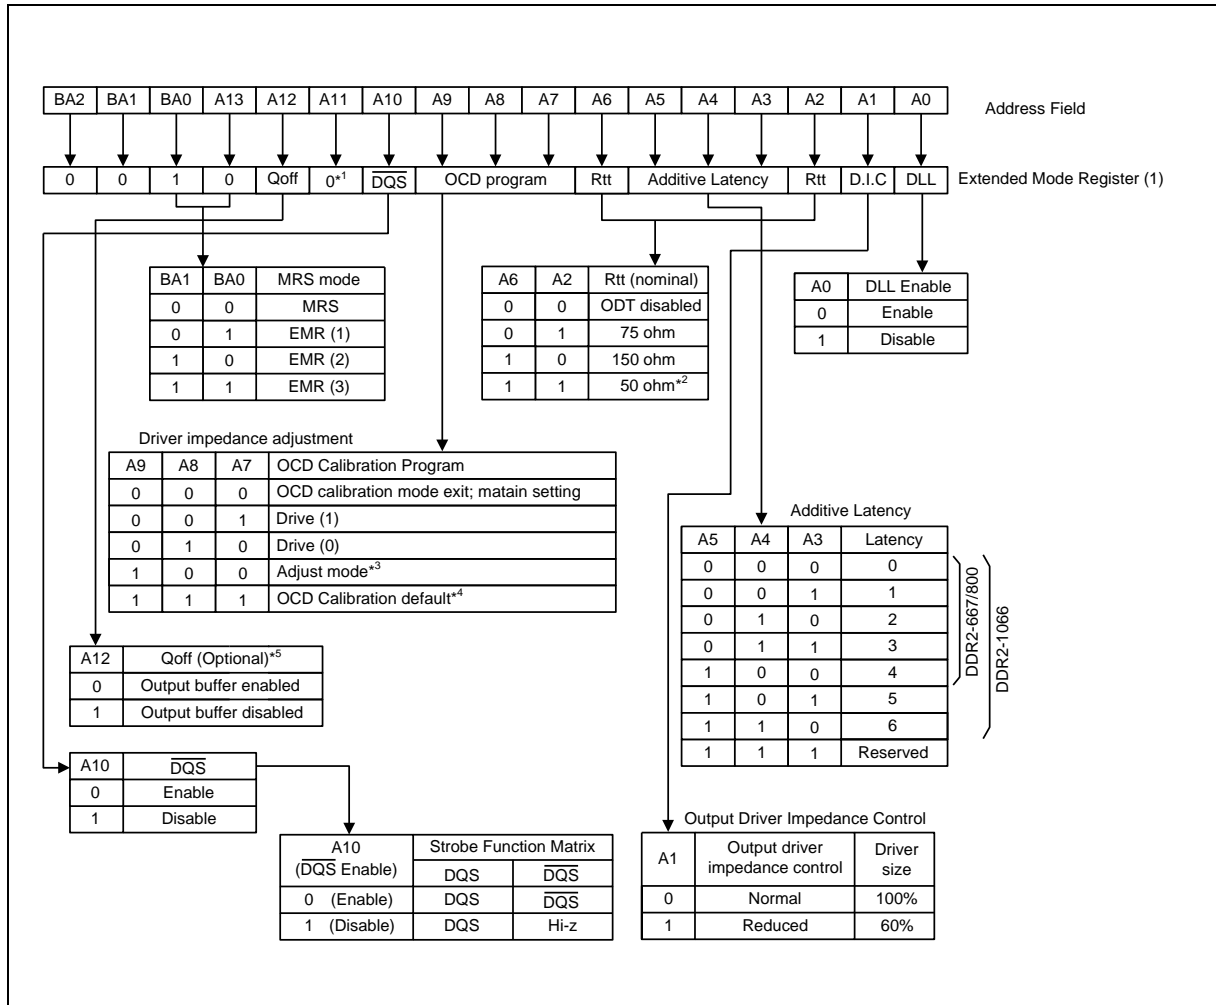 BA2 BA1 BA0 A13 A12 A11 A10 A9 A8 A7 A6 A5 A4 A3 A2 A1 A0
Address Field
0 0 1 0 Qoff 0*1 D̅Q̅S̅ OCD program Rtt Additive Latency Rtt D.I.C DLL
Extended Mode Register (1)
BA1 BA0 MRS mode
0 0 MRS
0 1 EMR (1)
1 0 EMR (2)
1 1 EMR (3)
A6 A2 Rtt (nominal)
0 0 ODT disabled
0 1 75 ohm
1 0 150 ohm
1 1 50 ohm*2
A0 DLL Enable
0 Enable
1 Disable
Driver impedance adjustment
A9 A8 A7 OCD Calibration Program
0 0 0 OCD calibration mode exit; matain setting
0 0 1 Drive (1)
0 1 0 Drive (0)
1 0 0 Adjust mode*3
1 1 1 OCD Calibration default*4
Additive Latency
A5 A4 A3 Latency
0 0 0 0
0 0 1 1
0 1 0 2
0 1 1 3
1 0 0 4
1 0 1 5
1 1 0 6
1 1 1 Reserved
DDR2-667/800
DDR2-1066
A12 Qoff (Optional)*5
0 Output buffer enabled
1 Output buffer disabled
A10 D̅Q̅S̅
0 Enable
1 Disable
A10
(D̅Q̅S̅ Enable)
Strobe Function Matrix
DQS D̅Q̅S̅
0 (Enable) DQS D̅Q̅S̅
1 (Disable) DQS Hi-z
Output Driver Impedance Control
A1 Output driver impedance control Driver size
0 Normal 100%
1 Reduced 60%